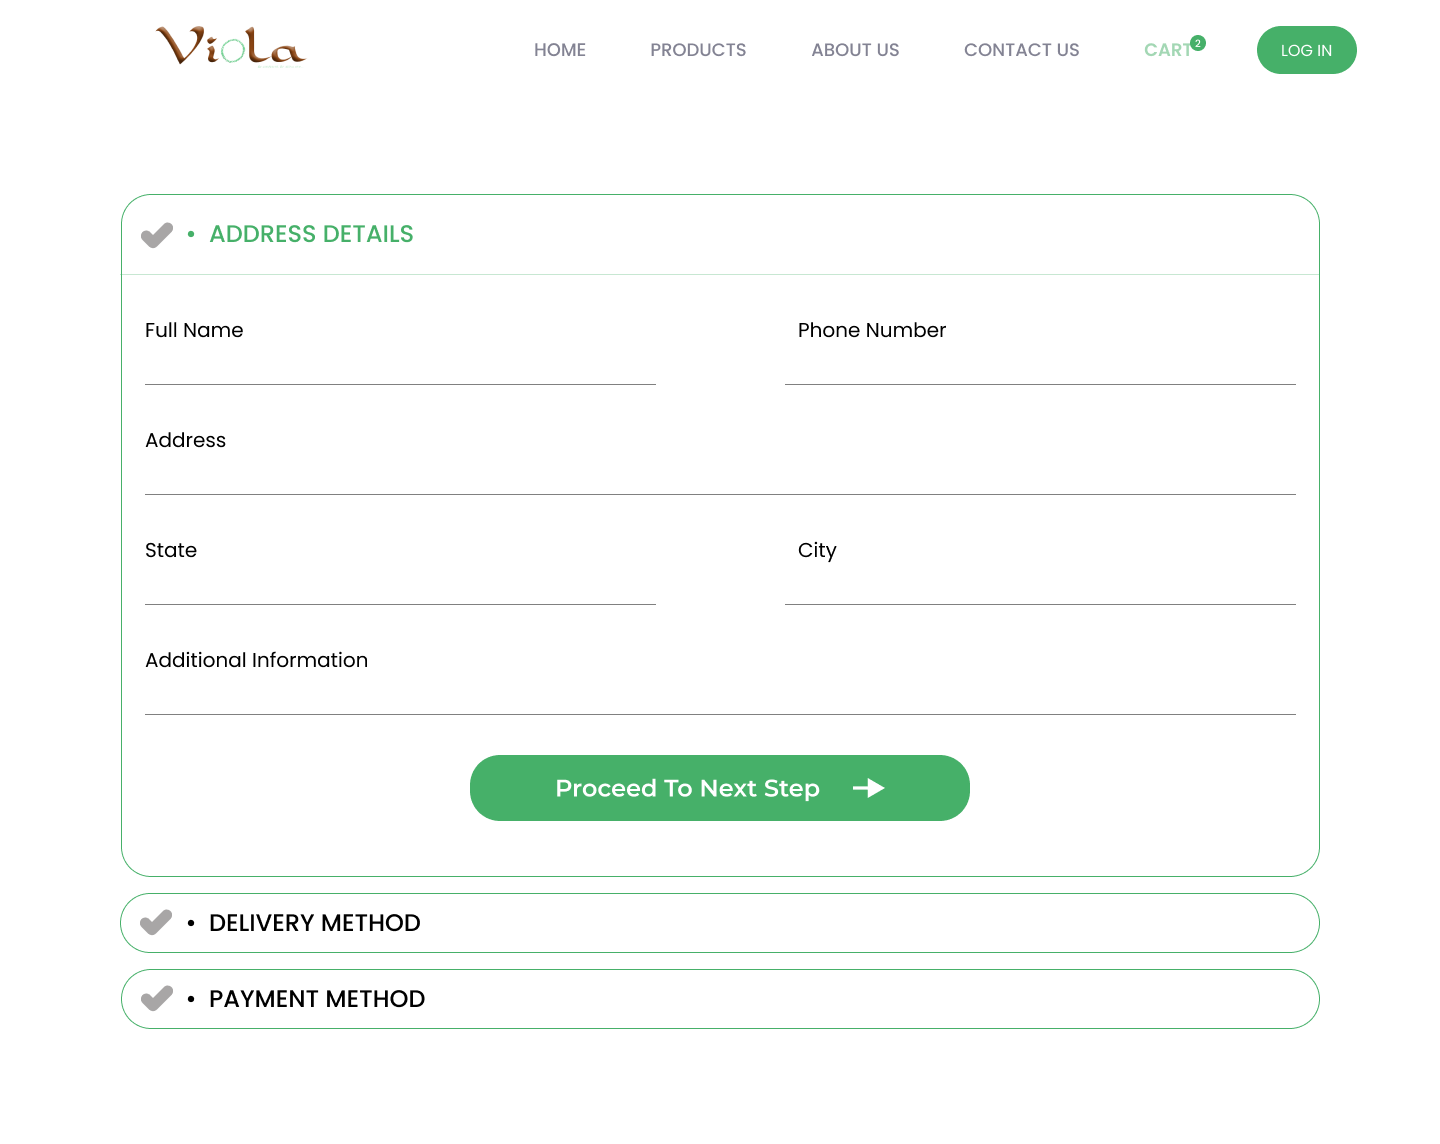 Viola
HOME PRODUCTS ABOUT US CONTACT US CART 2 LOG IN
• ADDRESS DETAILS
Full Name Phone Number
Address
State City
Additional Information
Proceed To Next Step
• DELIVERY METHOD
• PAYMENT METHOD